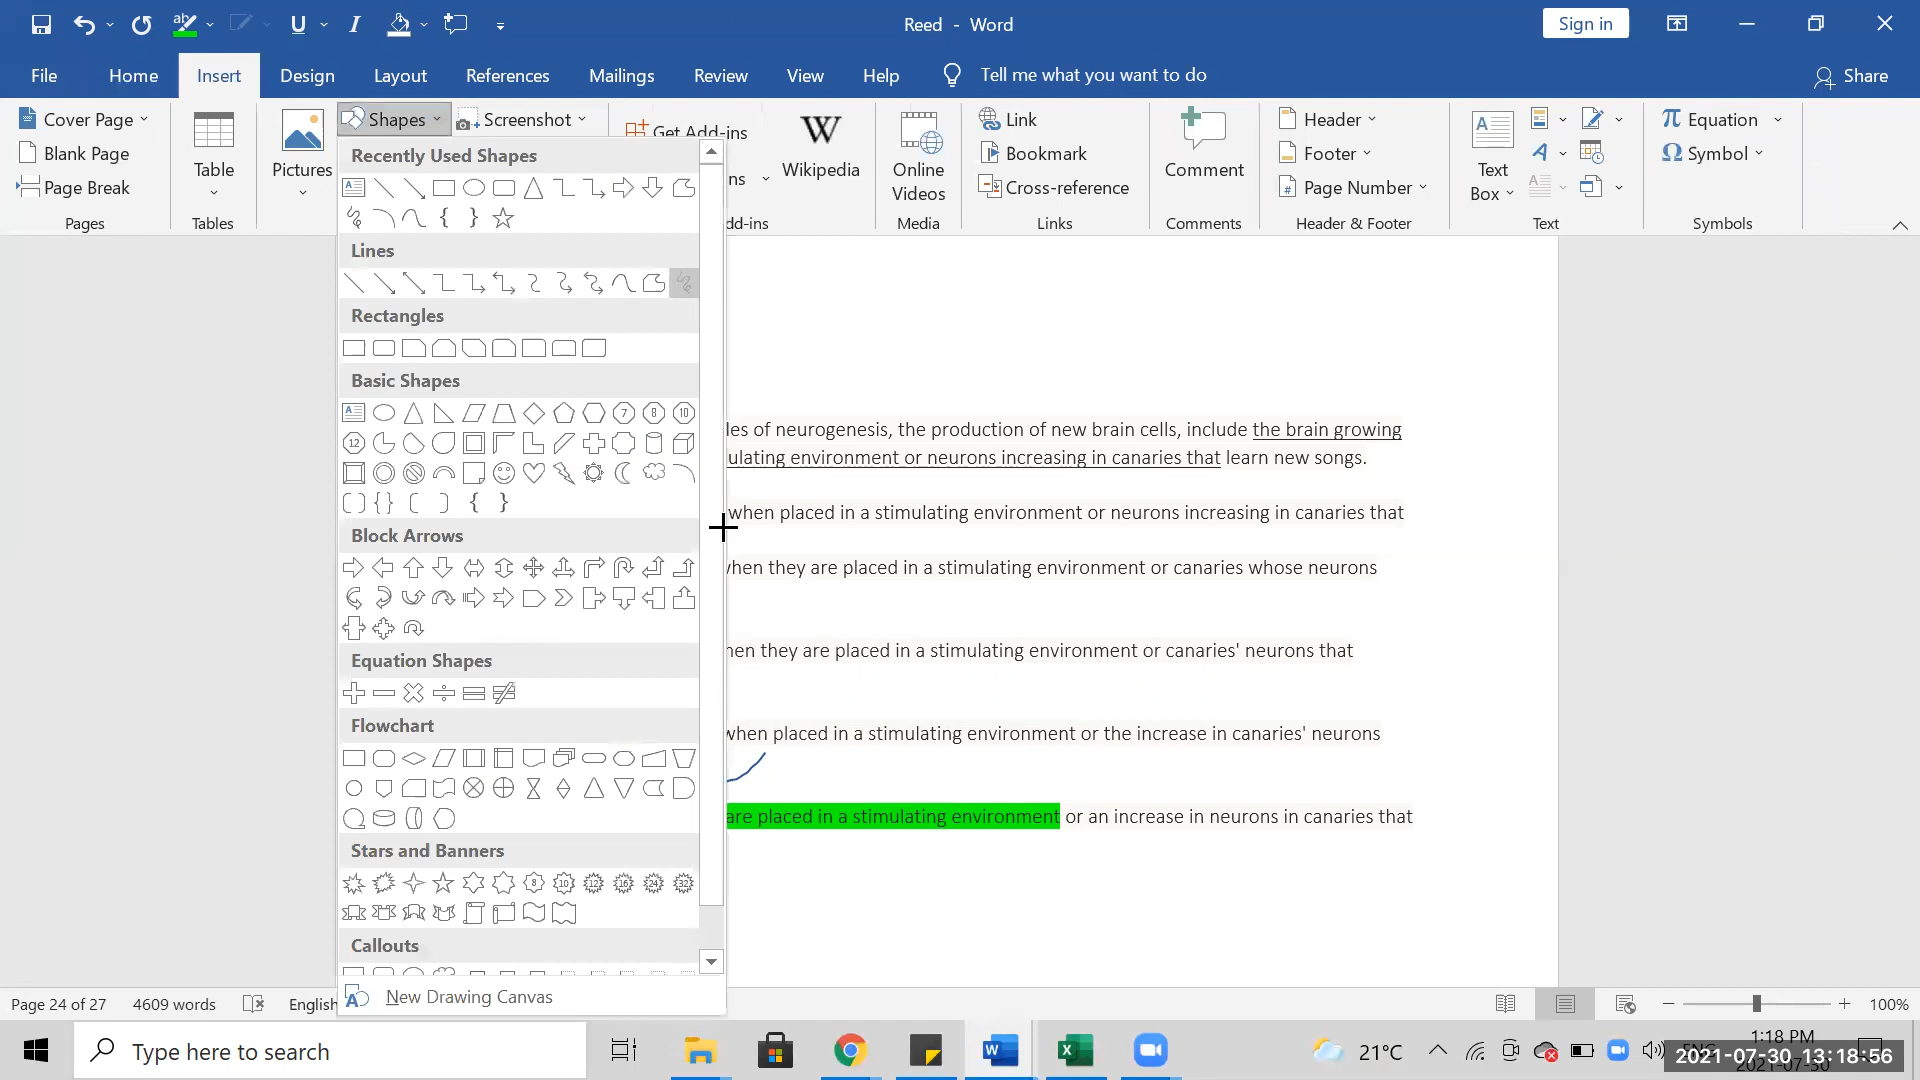 Reed - Word
Sign in
File Home Insert Design Layout References Mailings Review View Help Tell me what you want to do Share
Cover Page
Blank Page
Page Break
Pages
Table
Tables
Pictures
Shapes
Screenshot
Get Add-ins
Wikipedia
Online Videos
Media
Link
Bookmark
Cross-reference
Links
Comment
Comments
Header
Footer
Page Number
Header & Footer
Text Box
Text
Equation
Symbol
Symbols
Recently Used Shapes
Lines
Rectangles
Basic Shapes
Block Arrows
Equation Shapes
Flowchart
Stars and Banners
Callouts
New Drawing Canvas
of neurogenesis, the production of new brain cells, include the brain growing
environment or neurons increasing in canaries that learn new songs.
when placed in a stimulating environment or neurons increasing in canaries that
when they are placed in a stimulating environment or canaries whose neurons
they are placed in a stimulating environment or canaries' neurons that
when placed in a stimulating environment or the increase in canaries' neurons
are placed in a stimulating environment or an increase in neurons in canaries that
Page 24 of 27 4609 words English
100%
Type here to search
21°C
1:18 PM
2021-07-30 13:18:56